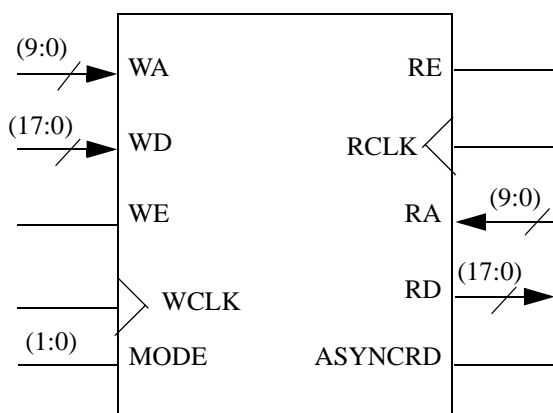 (9:0)
WA
RE
(17:0)
WD
RCLK
WE
(9:0)
RA
WCLK
(17:0)
RD
(1:0)
MODE
ASYNCRD